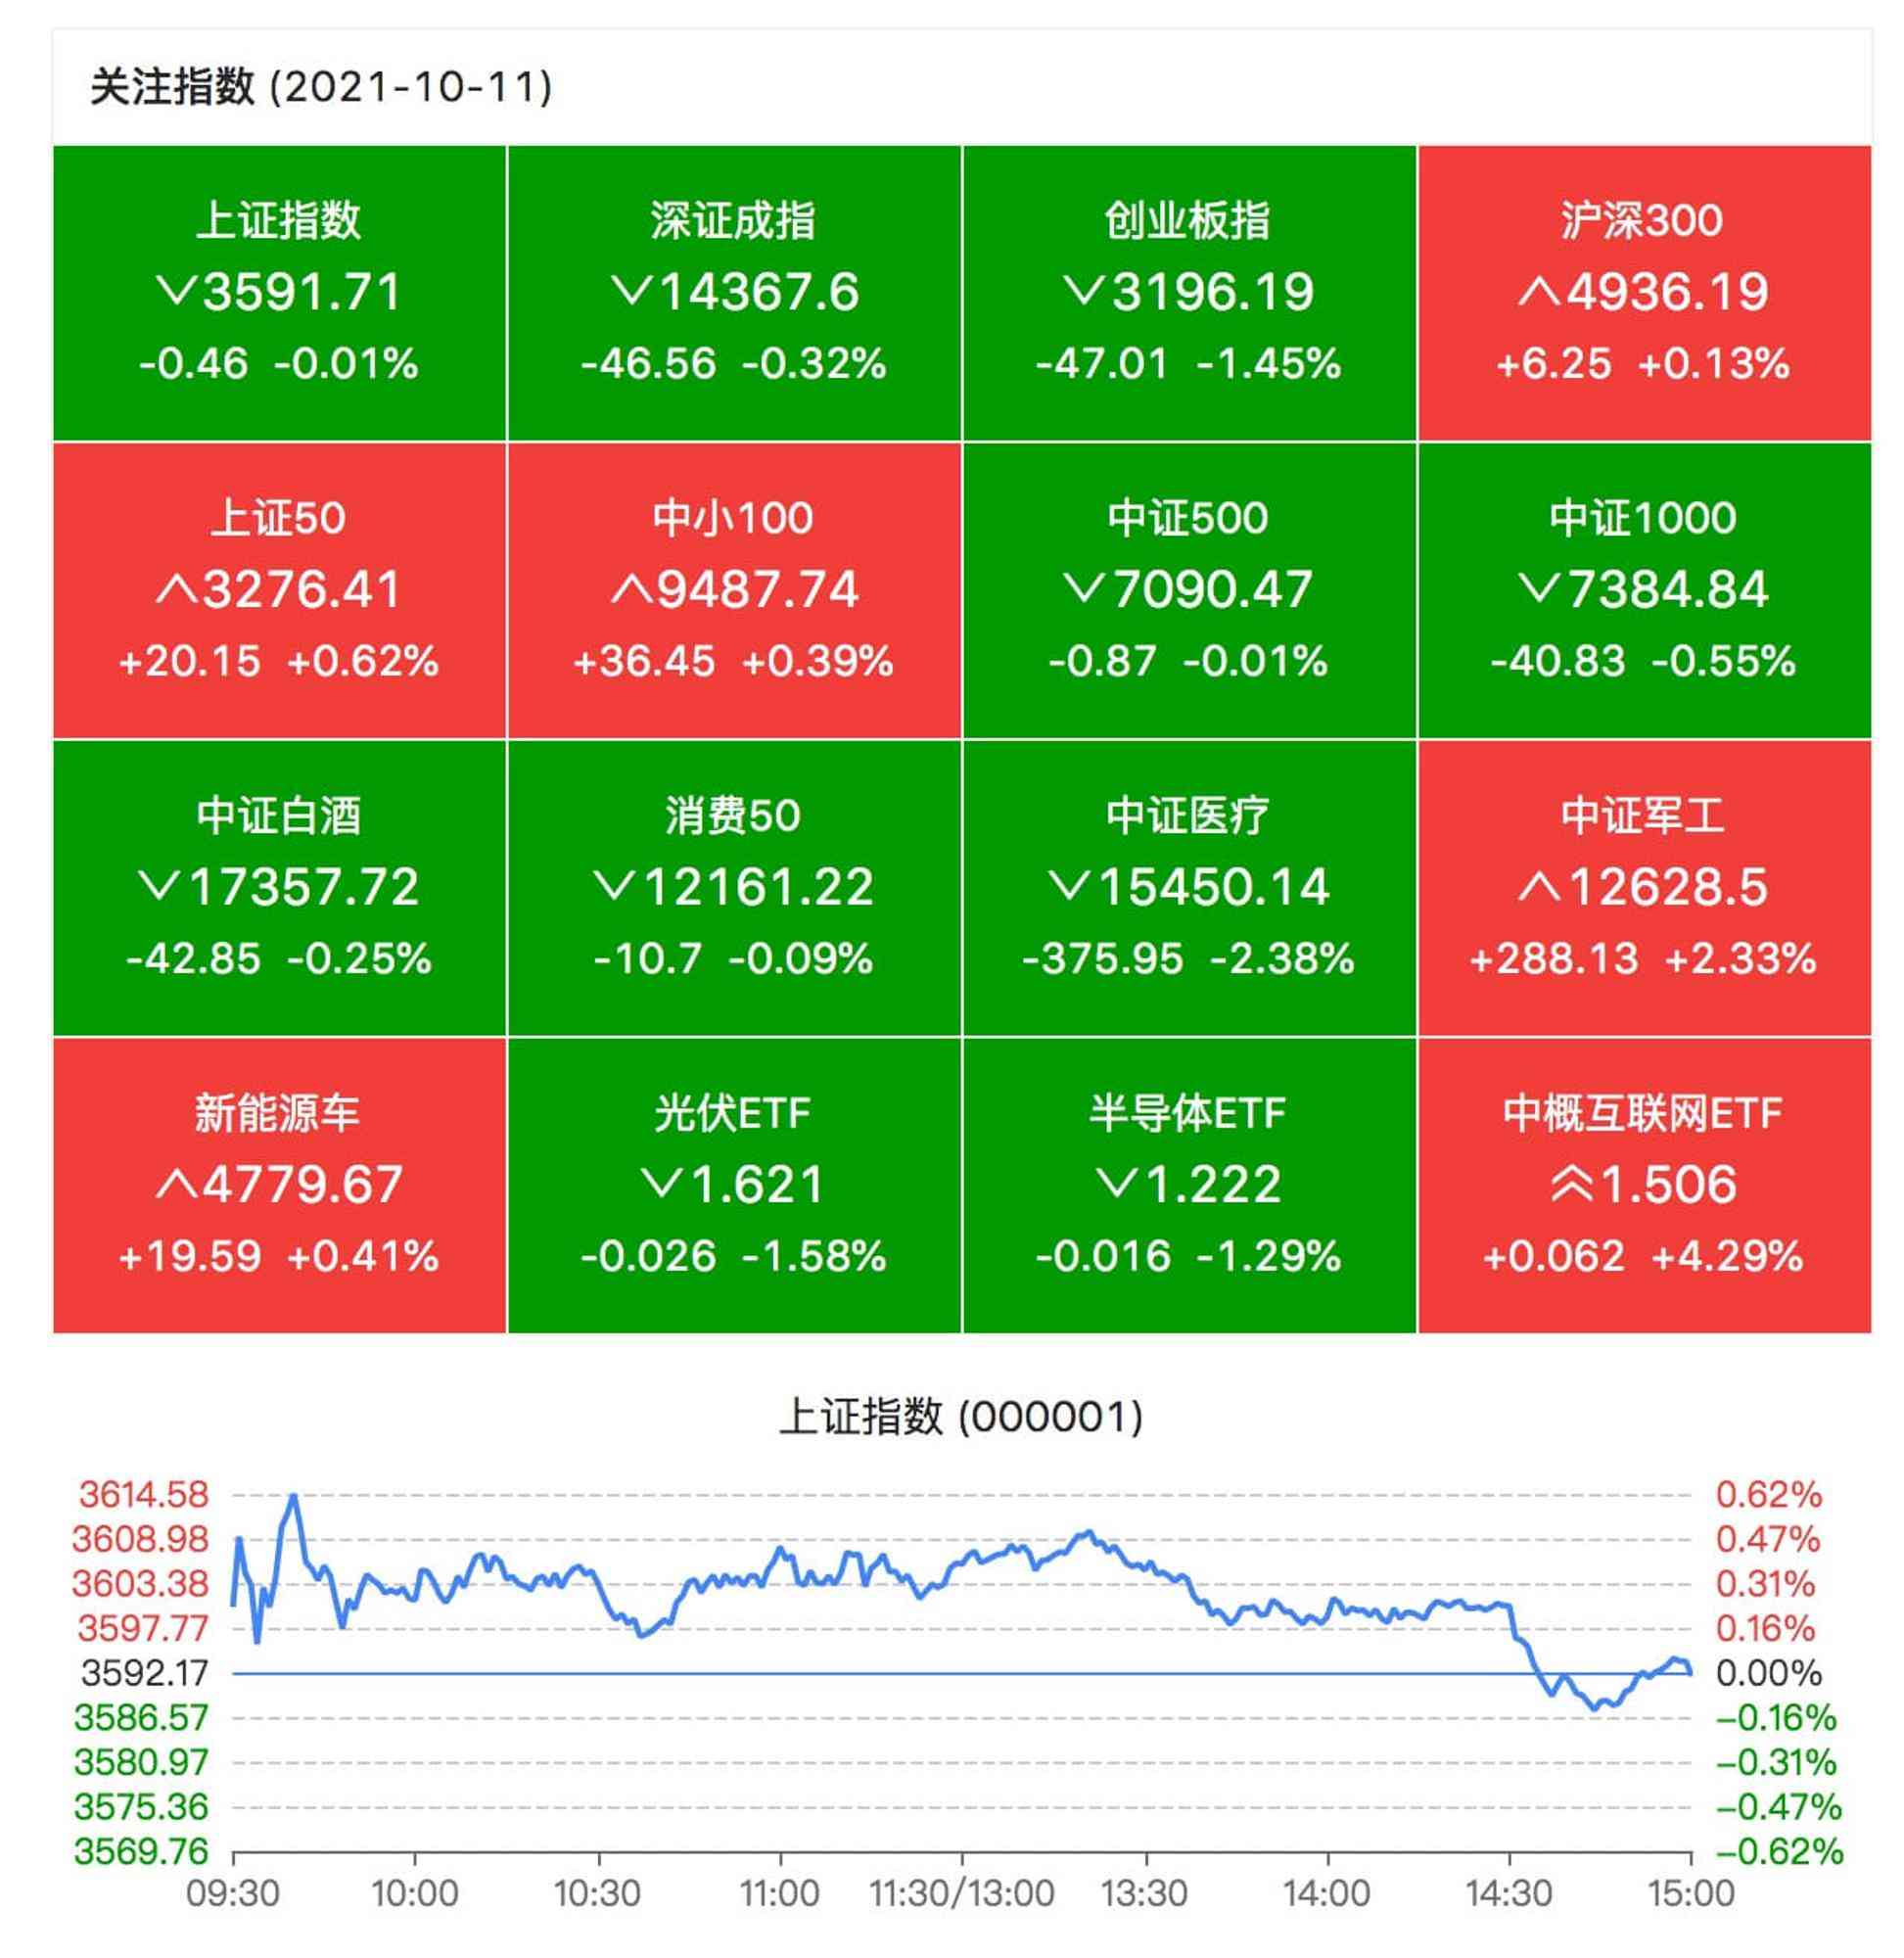 关注指数 (2021-10-11)
上证指数
3591.71
-0.46 -0.01%
深证成指
14367.6
-46.56 -0.32%
创业板指
3196.19
-47.01 -1.45%
沪深300
4936.19
+6.25 +0.13%
上证50
3276.41
+20.15 +0.62%
中小100
9487.74
+36.45 +0.39%
中证500
7090.47
-0.87 -0.01%
中证1000
7384.84
-40.83 -0.55%
中证白酒
17357.72
-42.85 -0.25%
消费50
12161.22
-10.7 -0.09%
中证医疗
15450.14
-375.95 -2.38%
中证军工
12628.5
+288.13 +2.33%
新能源车
4779.67
+19.59 +0.41%
光伏ETF
1.621
-0.026 -1.58%
半导体ETF
1.222
-0.016 -1.29%
中概互联网ETF
1.506
+0.062 +4.29%
上证指数 (000001)
3614.58 0.62%
3608.98 0.47%
3603.38 0.31%
3597.77 0.16%
3592.17 0.00%
3586.57 −0.16%
3580.97 −0.31%
3575.36 −0.47%
3569.76 −0.62%
09:30 10:00 10:30 11:00 11:30/13:00 13:30 14:00 14:30 15:00